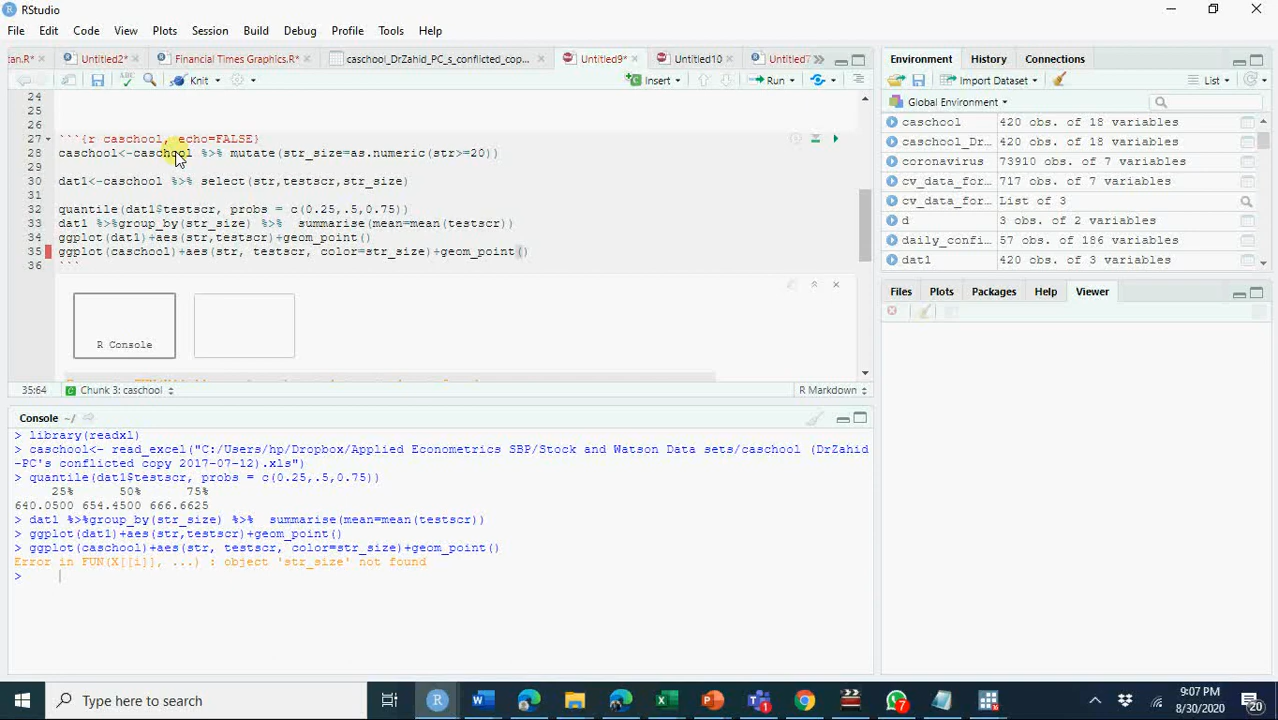 RStudio
File Edit Code View Plots Session Build Debug Profile Tools Help
an.R* Untitled2* Financial Times Graphics.R* caschool_DrZahid_PC_s_conflicted_cop... Untitled9* Untitled10 Untitled7
Knit Insert Run
24
25
26
27 ```{r caschool, echo=FALSE}
28 caschool<-caschool %>% mutate(str_size=as.numeric(str>=20))
29
30 dat1<-caschool %>% select(str,testscr,str_size)
31
32 quantile(dat1$testscr, probs = c(0.25,.5,0.75))
33 dat1 %>%group_by(str_size) %>%  summarise(mean=mean(testscr))
34 ggplot(dat1)+aes(str,testscr)+geom_point()
35 ggplot(caschool)+aes(str, testscr, color=str_size)+geom_point()
36 ```
R Console
35:64 Chunk 3: caschool R Markdown
Console ~/
> library(readxl)
> caschool<- read_excel("C:/Users/hp/Dropbox/Applied Econometrics SBP/Stock and Watson Data sets/caschool (DrZahid
-PC's conflicted copy 2017-07-12).xls")
> quantile(dat1$testscr, probs = c(0.25,.5,0.75))
25% 50% 75%
640.0500 654.4500 666.6625
> dat1 %>%group_by(str_size) %>%  summarise(mean=mean(testscr))
> ggplot(dat1)+aes(str,testscr)+geom_point()
> ggplot(caschool)+aes(str, testscr, color=str_size)+geom_point()
Error in FUN(X[[i]], ...) : object 'str_size' not found
>
Environment History Connections
Import Dataset List
Global Environment
caschool 420 obs. of 18 variables
caschool_Dr... 420 obs. of 18 variables
coronavirus 73910 obs. of 7 variables
cv_data_for... 717 obs. of 7 variables
cv_data_for... List of 3
d 3 obs. of 2 variables
daily_confi... 57 obs. of 186 variables
dat1 420 obs. of 3 variables
Files Plots Packages Help Viewer
Type here to search
1
7
9:07 PM
8/30/2020
20